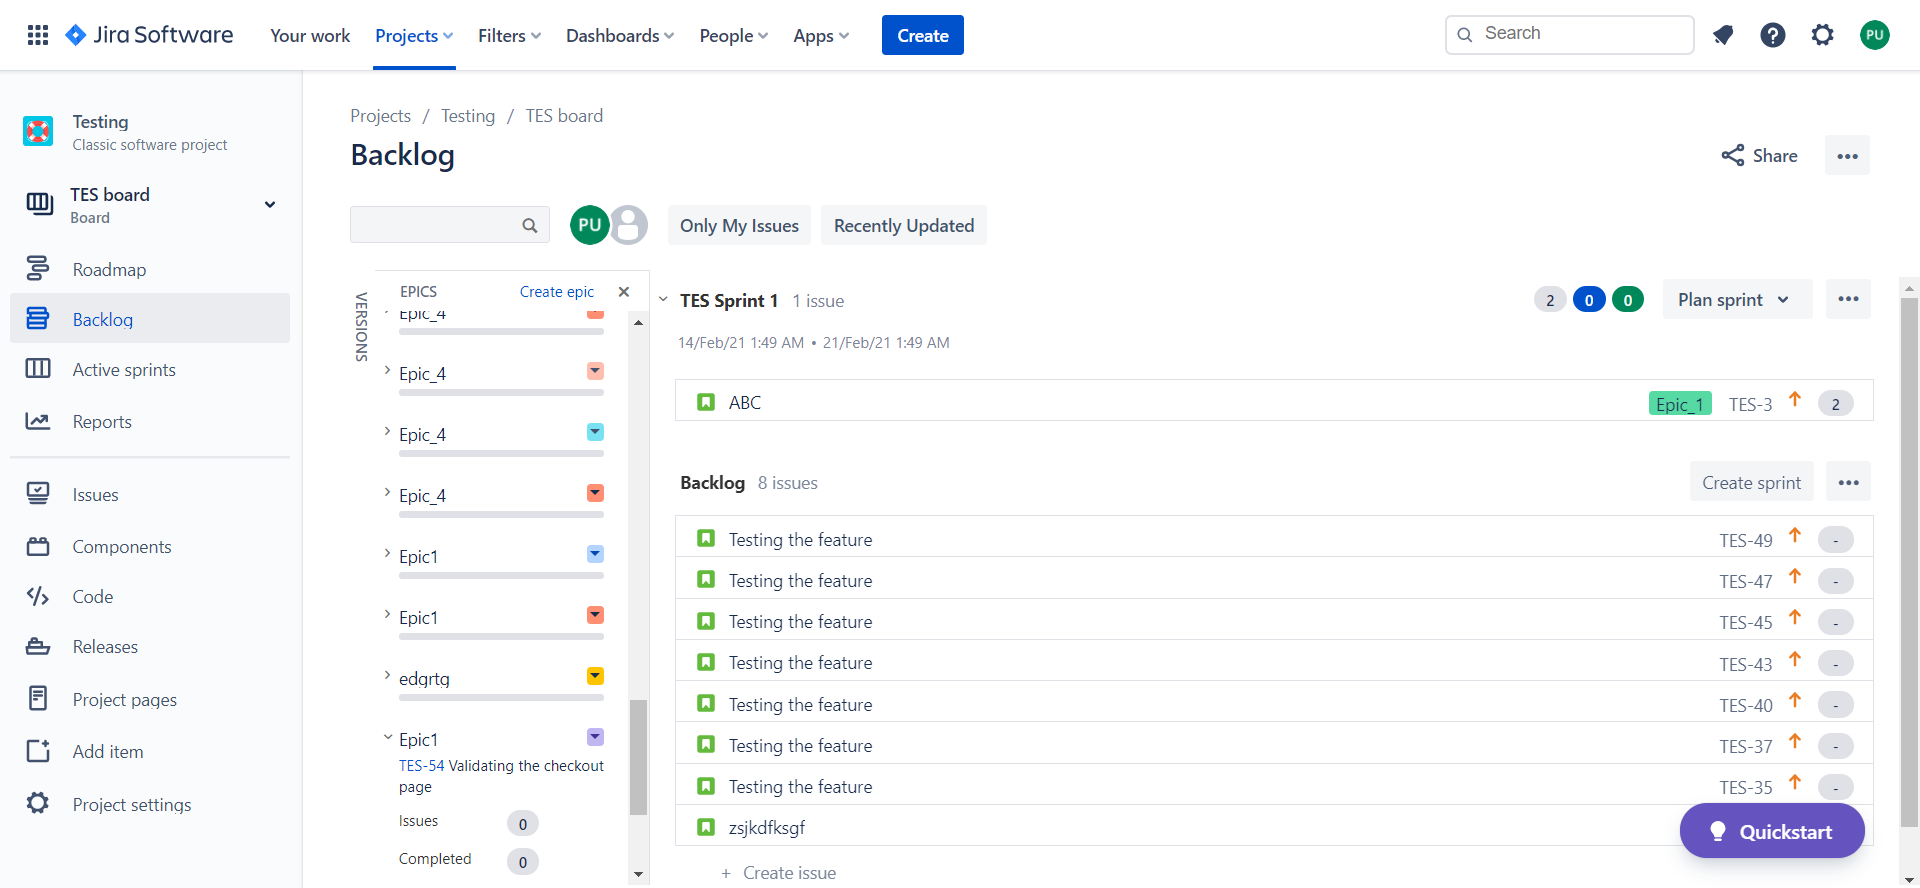 Jira Software
Your work
Projects
Filters
Dashboards
People
Apps
Create
Search
PU
Testing
Classic software project
TES board
Board
Roadmap
Backlog
Active sprints
Reports
Issues
Components
Code
Releases
Project pages
Add item
Project settings
Projects / Testing / TES board
Backlog
Share
PU
Only My Issues
Recently Updated
VERSIONS
EPICS
Create epic
Epic_4
Epic_4
Epic_4
Epic_4
Epic1
Epic1
edgrtg
Epic1
TES-54 Validating the checkout
page
Issues 0
Completed 0
TES Sprint 1 1 issue
2 0 0
Plan sprint
14/Feb/21 1:49 AM • 21/Feb/21 1:49 AM
ABC Epic_1 TES-3 2
Backlog 8 issues
Create sprint
Testing the feature TES-49 -
Testing the feature TES-47 -
Testing the feature TES-45 -
Testing the feature TES-43 -
Testing the feature TES-40 -
Testing the feature TES-37 -
Testing the feature TES-35 -
zsjkdfksgf
Quickstart
+ Create issue